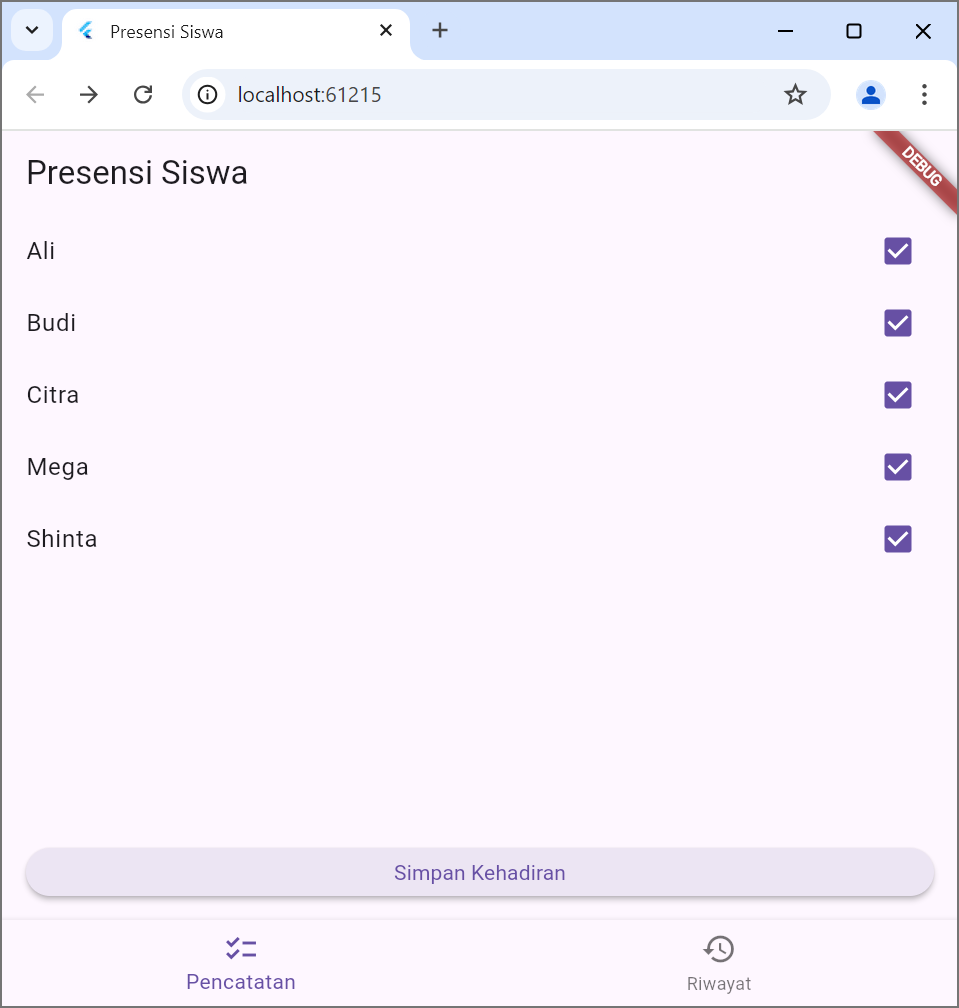 Presensi Siswa
localhost:61215
DEBUG
Presensi Siswa
Ali
Budi
Citra
Mega
Shinta
Simpan Kehadiran
Pencatatan
Riwayat